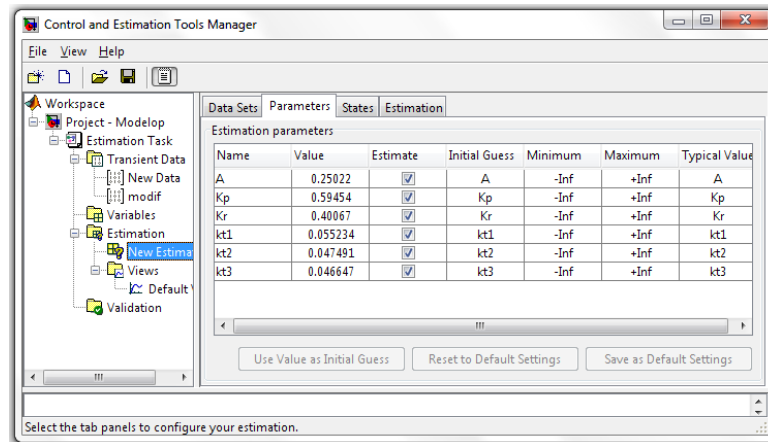 Control and Estimation Tools Manager
File View Help
Workspace
Project - Modelop
Estimation Task
Transient Data
New Data
modif
Variables
Estimation
New Estima
Views
Default
Validation
Data Sets Parameters States Estimation
Estimation parameters
Name Value Estimate Initial Guess Minimum Maximum Typical Value
A 0.25022 A -Inf +Inf A
Kp 0.59454 Kp -Inf +Inf Kp
Kr 0.40067 Kr -Inf +Inf Kr
kt1 0.055234 kt1 -Inf +Inf kt1
kt2 0.047491 kt2 -Inf +Inf kt2
kt3 0.046647 kt3 -Inf +Inf kt3
Use Value as Initial Guess Reset to Default Settings Save as Default Settings
Select the tab panels to configure your estimation.